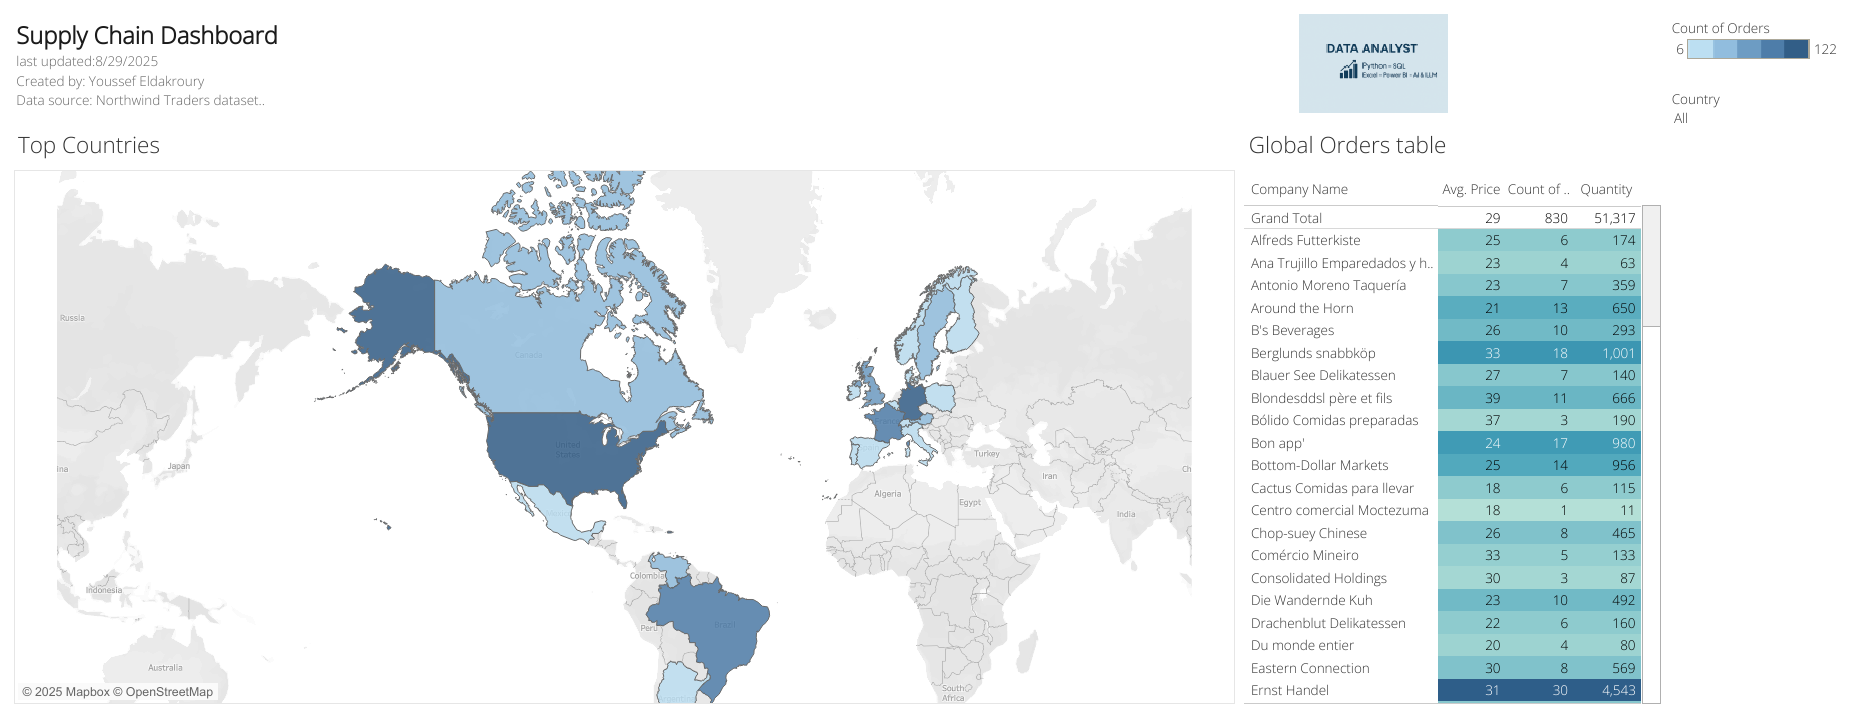 Supply Chain Dashboard
last updated:8/29/2025
Created by: Youssef Eldakroury
Data source: Northwind Traders dataset..
DATA ANALYST
Python = SQL
Excel = Power BI
Count of Orders
6 122
Country
All
Top Countries
Russia
Canada
United States
Japan
ina
Indonesia
Australia
Colombia
Peru
Brazil
France
Turkey
Iran
Algeria
Egypt
India
Ch
South Africa
© 2025 Mapbox © OpenStreetMap
Global Orders table
Company Name Avg. Price Count of .. Quantity
Grand Total 29 830 51,317
Alfreds Futterkiste 25 6 174
Ana Trujillo Emparedados y h.. 23 4 63
Antonio Moreno Taquería 23 7 359
Around the Horn 21 13 650
B's Beverages 26 10 293
Berglunds snabbköp 33 18 1,001
Blauer See Delikatessen 27 7 140
Blondesddsl père et fils 39 11 666
Bólido Comidas preparadas 37 3 190
Bon app' 24 17 980
Bottom-Dollar Markets 25 14 956
Cactus Comidas para llevar 18 6 115
Centro comercial Moctezuma 18 1 11
Chop-suey Chinese 26 8 465
Comércio Mineiro 33 5 133
Consolidated Holdings 30 3 87
Die Wandernde Kuh 23 10 492
Drachenblut Delikatessen 22 6 160
Du monde entier 20 4 80
Eastern Connection 30 8 569
Ernst Handel 31 30 4,543